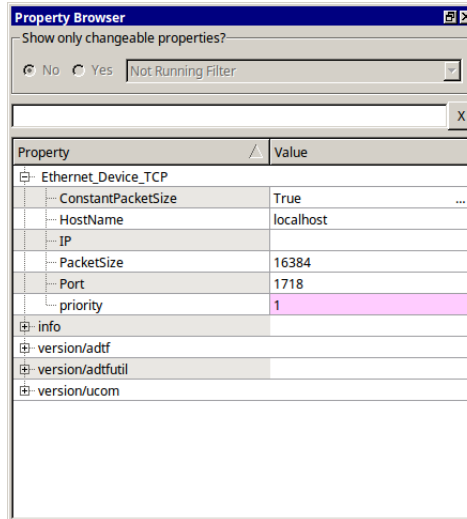 Property Browser
Show only changeable properties?
No Yes Not Running Filter
X
Property Value
Ethernet_Device_TCP
ConstantPacketSize True ...
HostName localhost
IP
PacketSize 16384
Port 1718
priority 1
info
version/adtf
version/adtfutil
version/ucom